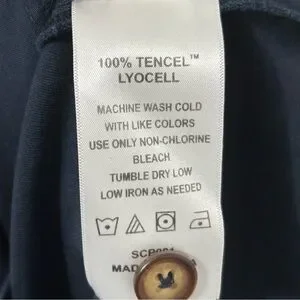 100% TENCEL™
LYOCELL
MACHINE WASH COLD
WITH LIKE COLORS
USE ONLY NON-CHLORINE
BLEACH
TUMBLE DRY LOW
LOW IRON AS NEEDED
MAD